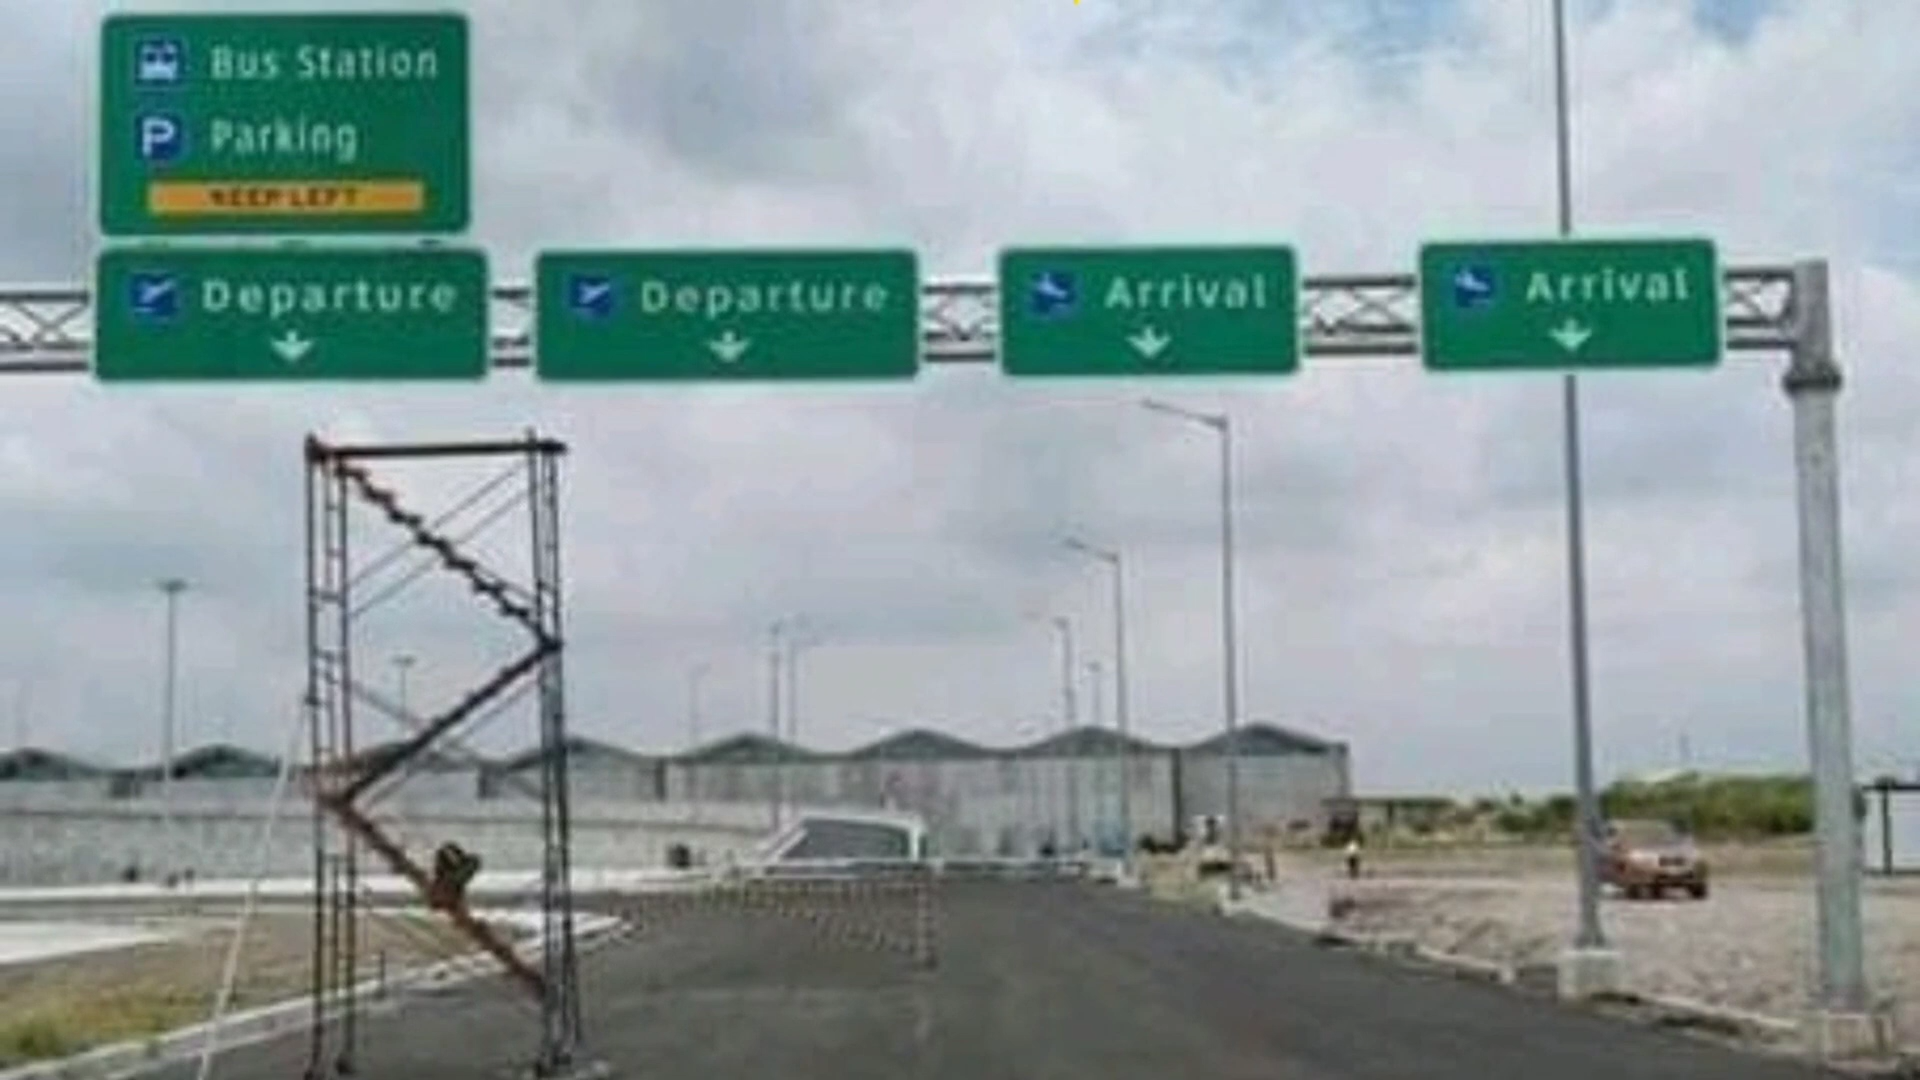 Bus Station
P Parking
KEEP LEFT
Departure
Departure
Arrival
Arrival